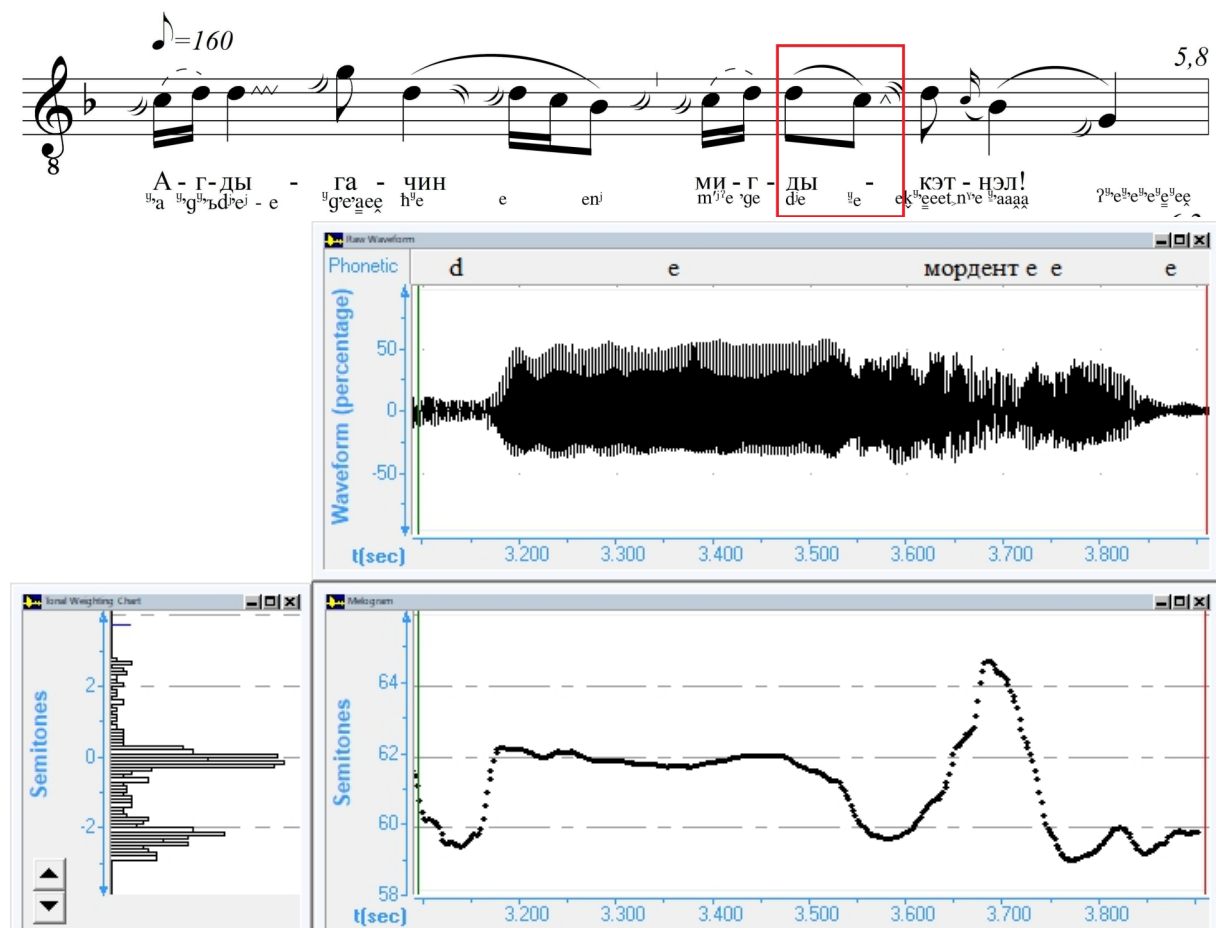 ♪=160
5,8
8
А - г - ды - га - чин ми - г - ды - кэт - нэл!
Raw Waveform
Phonetic d e мордент e e e
Waveform (percentage)
50
0
-50
t(sec) 3.200 3.300 3.400 3.500 3.600 3.700 3.800
Tonal Weighting Chart
Semitones
2
0
-2
Melogram
Semitones
64
62
60
58
t(sec) 3.200 3.300 3.400 3.500 3.600 3.700 3.800